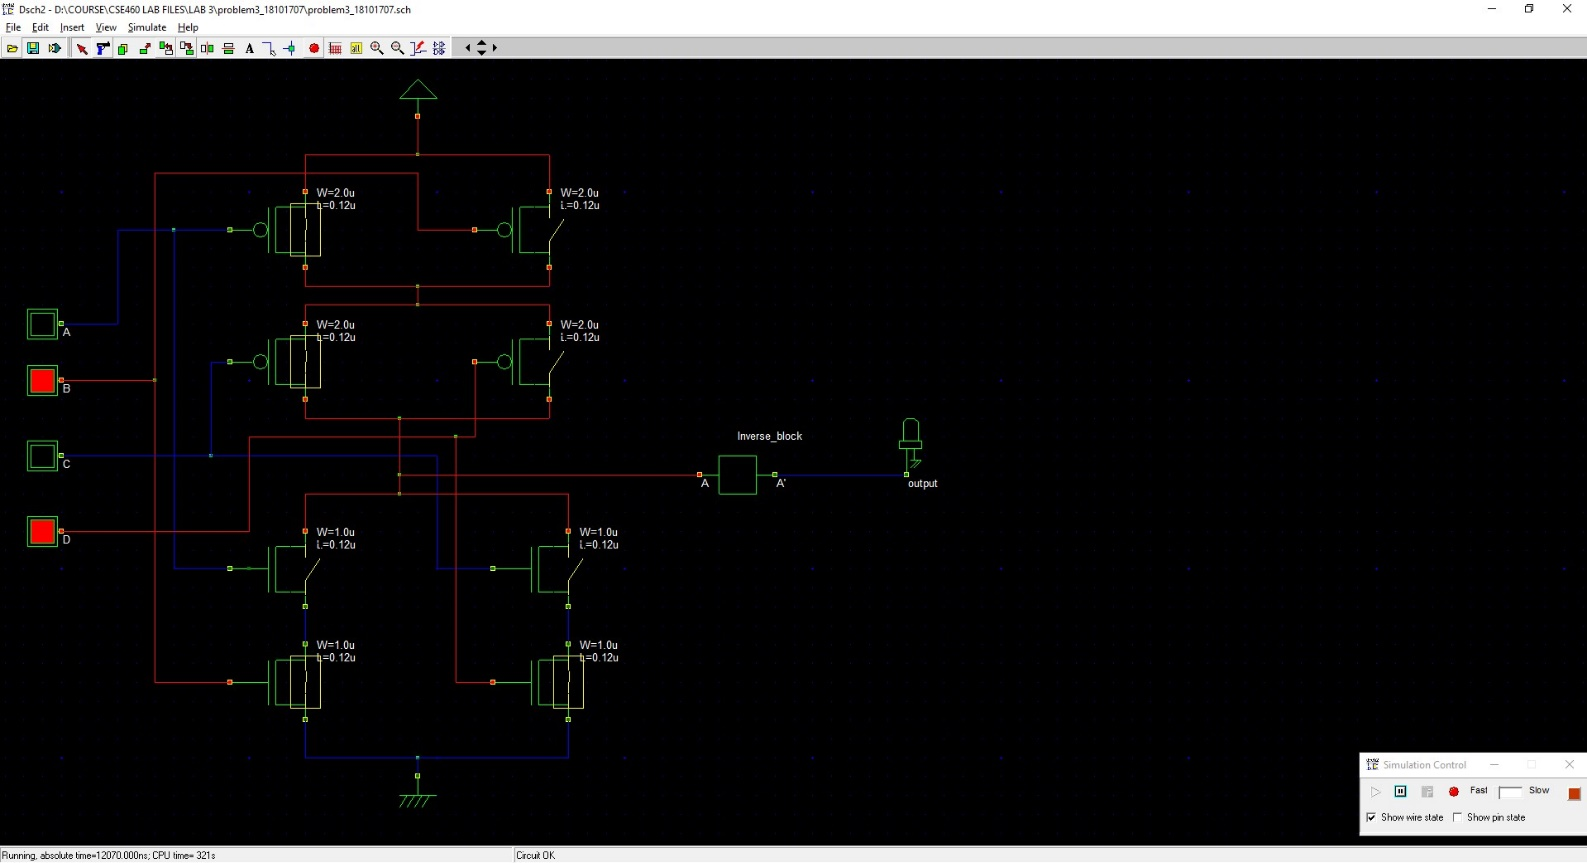 Dsch2 - D:\COURSE\CSE460 LAB FILES\LAB 3\problem3_18101707\problem3_18101707.sch
File Edit Insert View Simulate Help
W=2.0u
L=0.12u
W=2.0u
L=0.12u
W=2.0u
L=0.12u
W=2.0u
L=0.12u
A
B
C
D
Inverse_block
A
A'
output
W=1.0u
L=0.12u
W=1.0u
L=0.12u
W=1.0u
L=0.12u
W=1.0u
L=0.12u
Simulation Control
Fast Slow
Show wire state Show pin state
Running, absolute time=12070.000ns; CPU time= 321s
Circuit OK